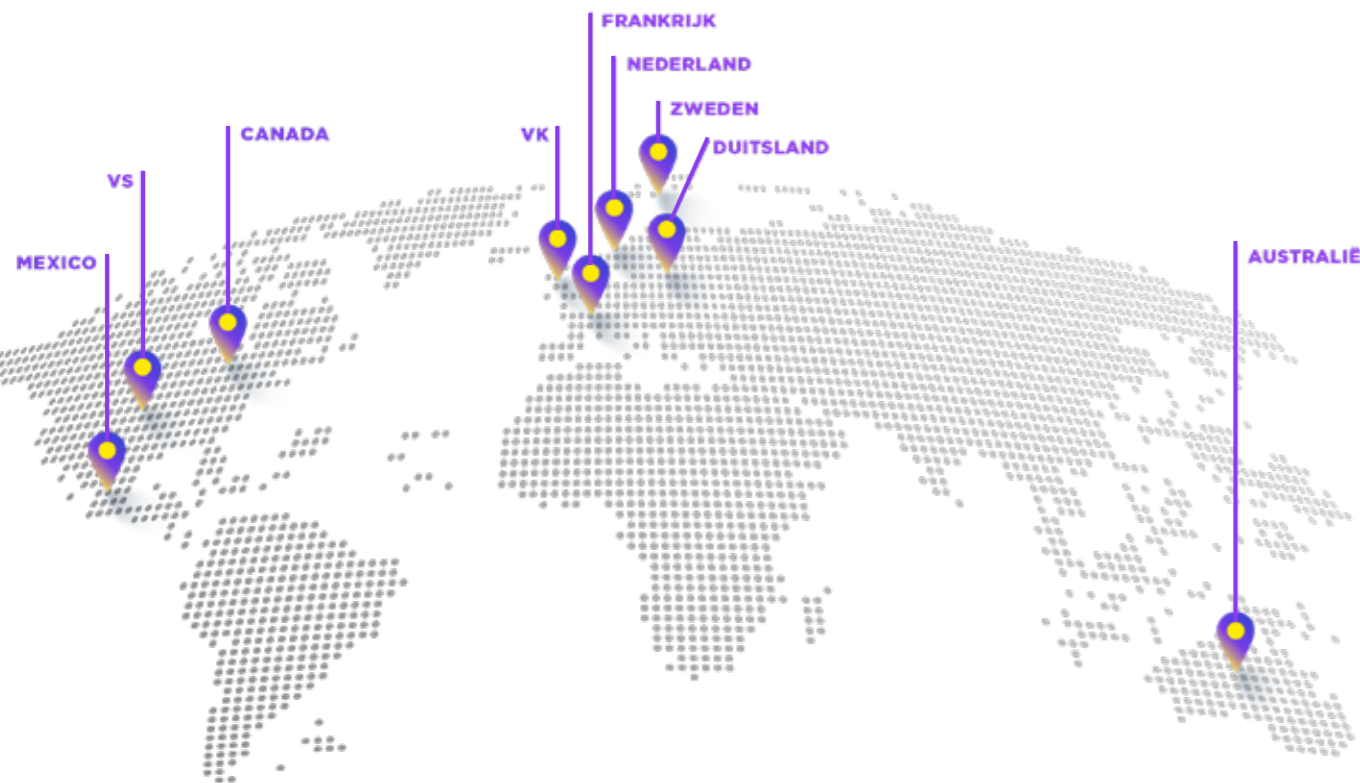 FRANKRIJK
NEDERLAND
ZWEDEN
CANADA
VK
DUITSLAND
VS
MEXICO
AUSTRALIË